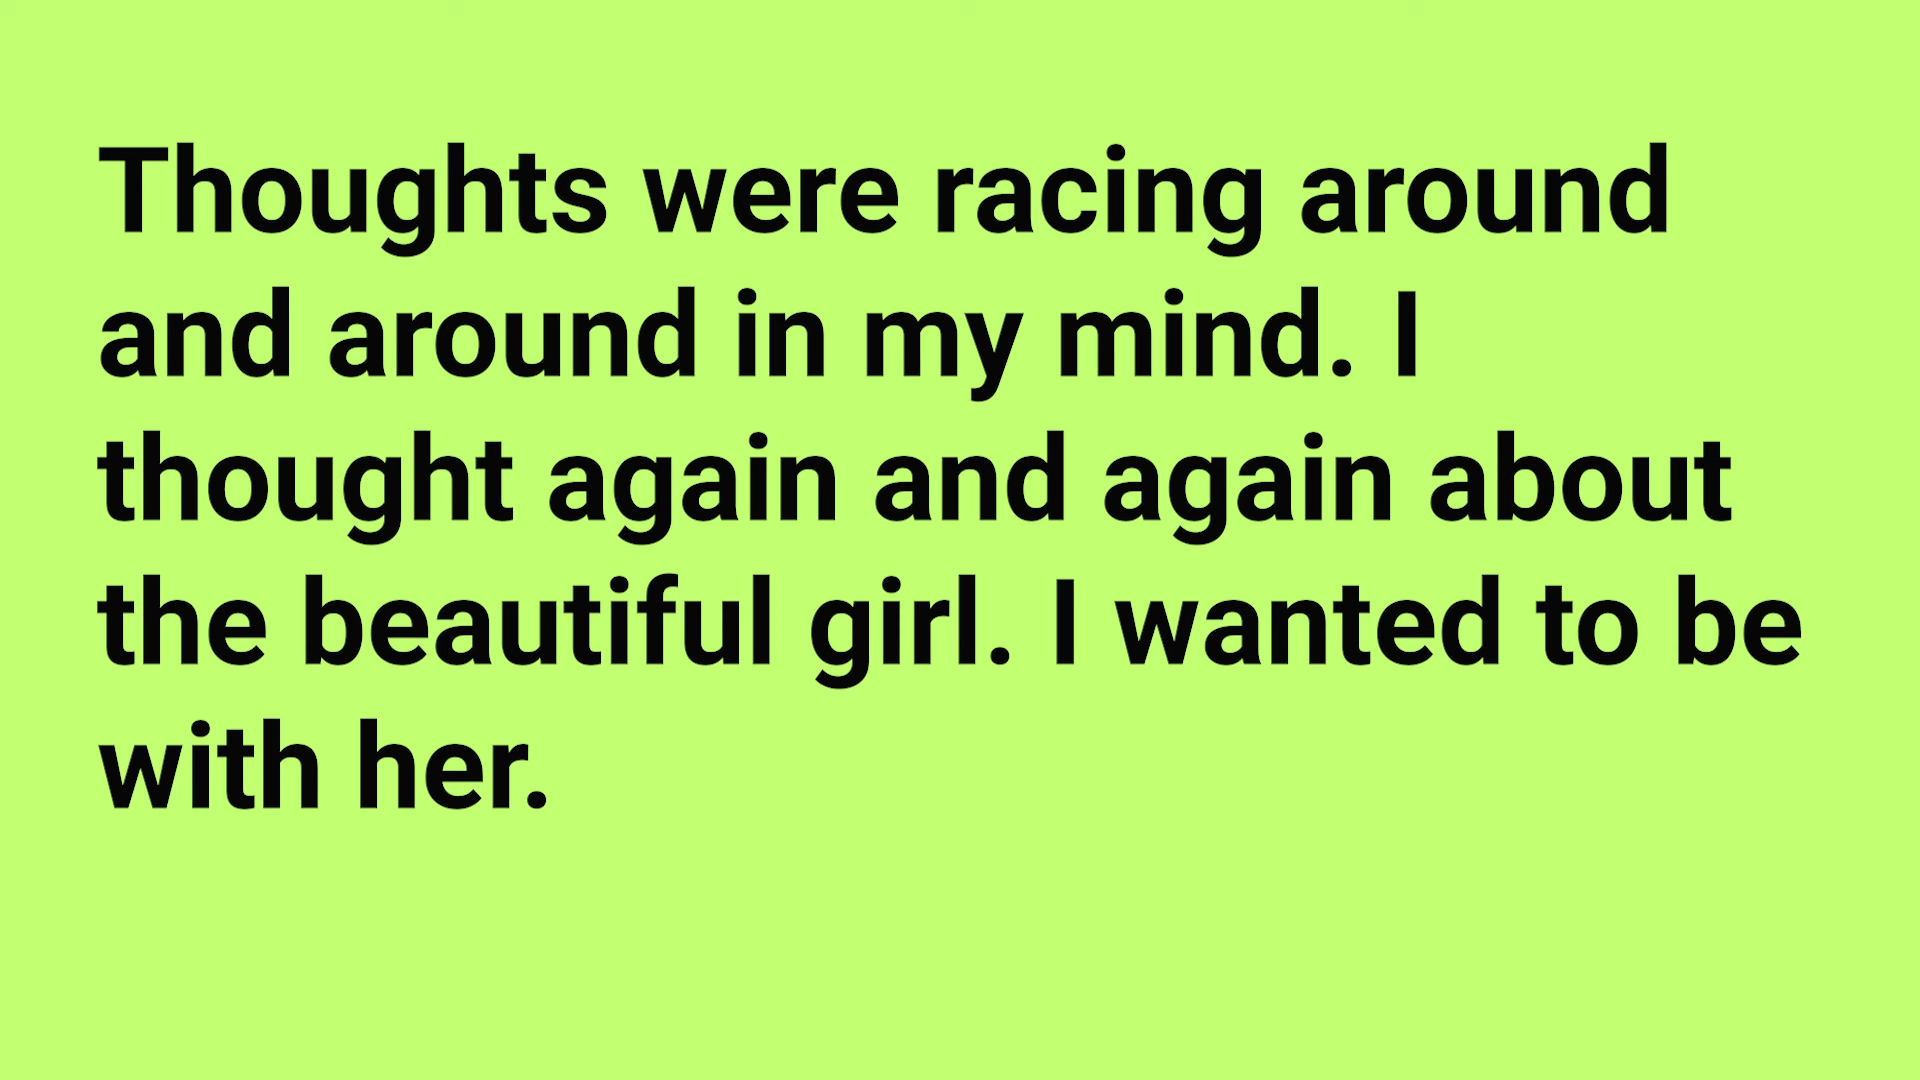 Thoughts were racing around
and around in my mind. I
thought again and again about
the beautiful girl. I wanted to be
with her.